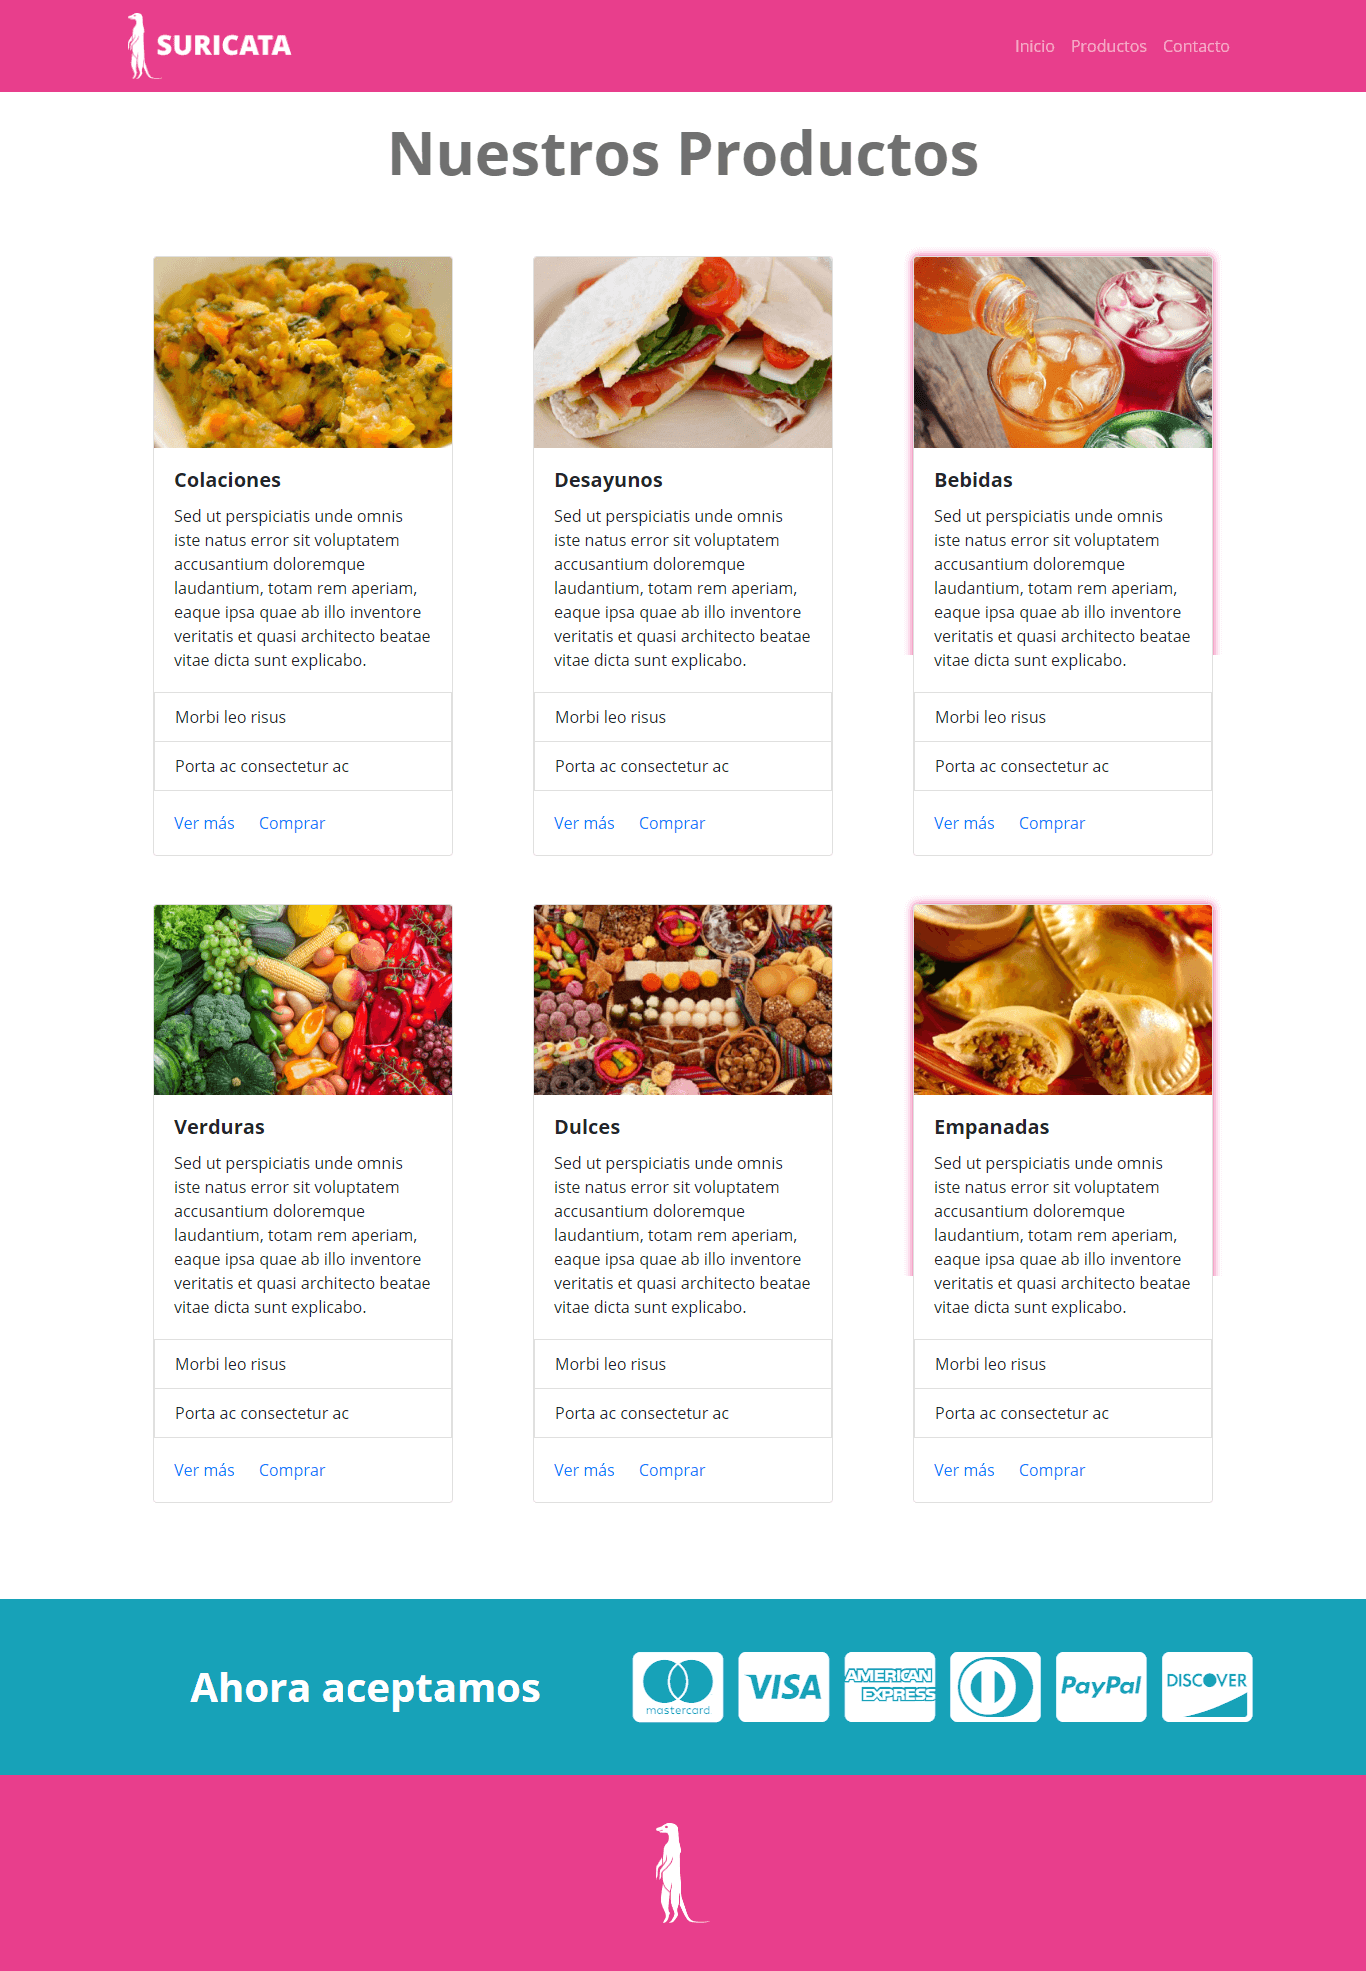 SURICATA
Inicio Productos Contacto
Nuestros Productos
Colaciones
Sed ut perspiciatis unde omnis
iste natus error sit voluptatem
accusantium doloremque
laudantium, totam rem aperiam,
eaque ipsa quae ab illo inventore
veritatis et quasi architecto beatae
vitae dicta sunt explicabo.
Morbi leo risus
Porta ac consectetur ac
Ver más Comprar
Desayunos
Sed ut perspiciatis unde omnis
iste natus error sit voluptatem
accusantium doloremque
laudantium, totam rem aperiam,
eaque ipsa quae ab illo inventore
veritatis et quasi architecto beatae
vitae dicta sunt explicabo.
Morbi leo risus
Porta ac consectetur ac
Ver más Comprar
Bebidas
Sed ut perspiciatis unde omnis
iste natus error sit voluptatem
accusantium doloremque
laudantium, totam rem aperiam,
eaque ipsa quae ab illo inventore
veritatis et quasi architecto beatae
vitae dicta sunt explicabo.
Morbi leo risus
Porta ac consectetur ac
Ver más Comprar
Verduras
Sed ut perspiciatis unde omnis
iste natus error sit voluptatem
accusantium doloremque
laudantium, totam rem aperiam,
eaque ipsa quae ab illo inventore
veritatis et quasi architecto beatae
vitae dicta sunt explicabo.
Morbi leo risus
Porta ac consectetur ac
Ver más Comprar
Dulces
Sed ut perspiciatis unde omnis
iste natus error sit voluptatem
accusantium doloremque
laudantium, totam rem aperiam,
eaque ipsa quae ab illo inventore
veritatis et quasi architecto beatae
vitae dicta sunt explicabo.
Morbi leo risus
Porta ac consectetur ac
Ver más Comprar
Empanadas
Sed ut perspiciatis unde omnis
iste natus error sit voluptatem
accusantium doloremque
laudantium, totam rem aperiam,
eaque ipsa quae ab illo inventore
veritatis et quasi architecto beatae
vitae dicta sunt explicabo.
Morbi leo risus
Porta ac consectetur ac
Ver más Comprar
Ahora aceptamos
mastercard
VISA
AMERICAN
EXPRESS
PayPal
DISCOVER